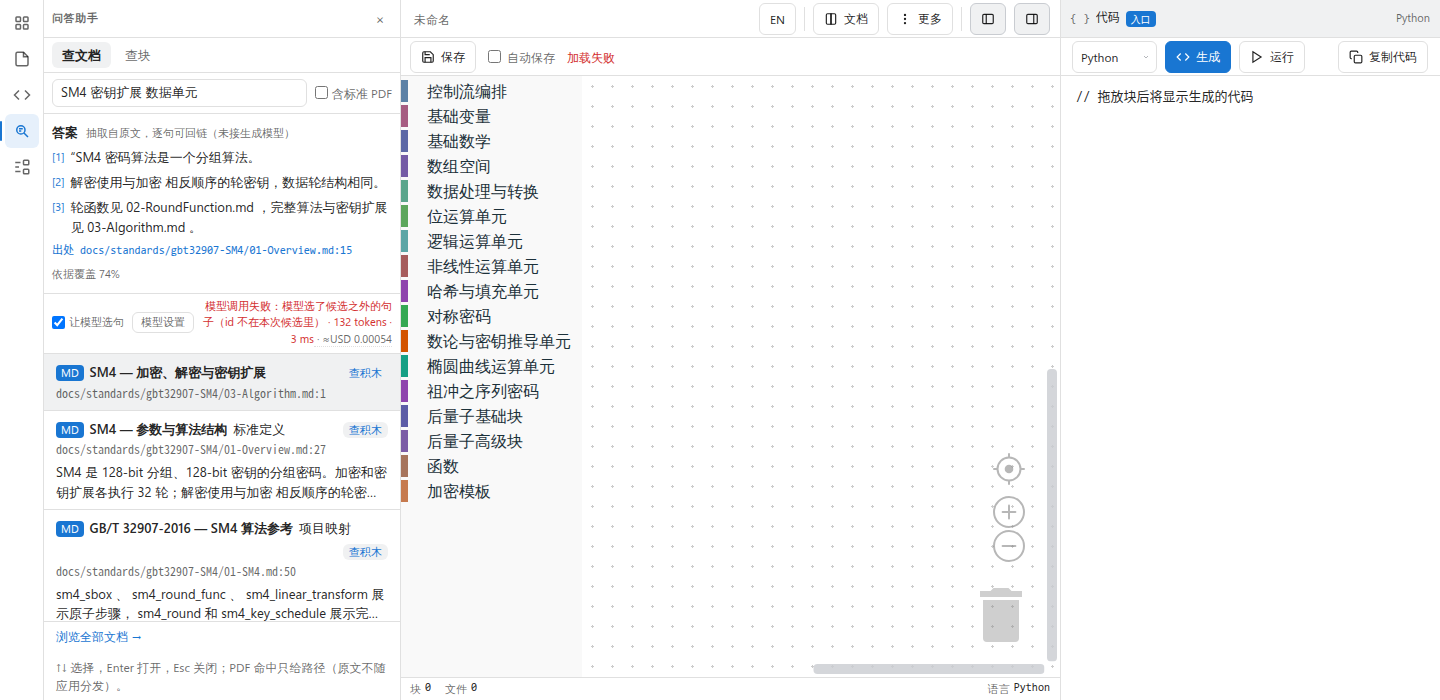 问答助手 ×
查文档 查块
SM4 密钥扩展 数据单元 含标准 PDF
答案 抽取自原文，逐句可回链（未接生成模型）
[1] “SM4 密码算法是一个分组算法。
[2] 解密使用与加密 相反顺序的轮密钥，数据轮结构相同。
[3] 轮函数见 02-RoundFunction.md ，完整算法与密钥扩展
见 03-Algorithm.md 。
出处 docs/standards/gbt32907-SM4/01-Overview.md:15
依据覆盖 74%
让模型选句 模型设置
模型调用失败：模型选了候选之外的句
子（id 不在本次候选里） · 132 tokens ·
3 ms · ≈USD 0.00054
MD SM4 — 加密、解密与密钥扩展 查积木
docs/standards/gbt32907-SM4/03-Algorithm.md:1
MD SM4 — 参数与算法结构 标准定义 查积木
docs/standards/gbt32907-SM4/01-Overview.md:27
SM4 是 128-bit 分组、128-bit 密钥的分组密码。加密和密
钥扩展各执行 32 轮；解密使用与加密 相反顺序的轮密…
MD GB/T 32907-2016 — SM4 算法参考 项目映射
查积木
docs/standards/gbt32907-SM4/01-SM4.md:50
sm4_sbox 、 sm4_round_func 、 sm4_linear_transform 展
示原子步骤， sm4_round 和 sm4_key_schedule 展示完…
浏览全部文档 →
↑↓ 选择，Enter 打开，Esc 关闭；PDF 命中只给路径（原文不随
应用分发）。
未命名 EN 文档 更多
保存 自动保存 加载失败
控制流编排
基础变量
基础数学
数组空间
数据处理与转换
位运算单元
逻辑运算单元
非线性运算单元
哈希与填充单元
对称密码
数论与密钥推导单元
椭圆曲线运算单元
祖冲之序列密码
后量子基础块
后量子高级块
函数
加密模板
块 0 文件 0 语言 Python
{ } 代码 入口 Python
Python 生成 运行 复制代码
// 拖放块后将显示生成的代码